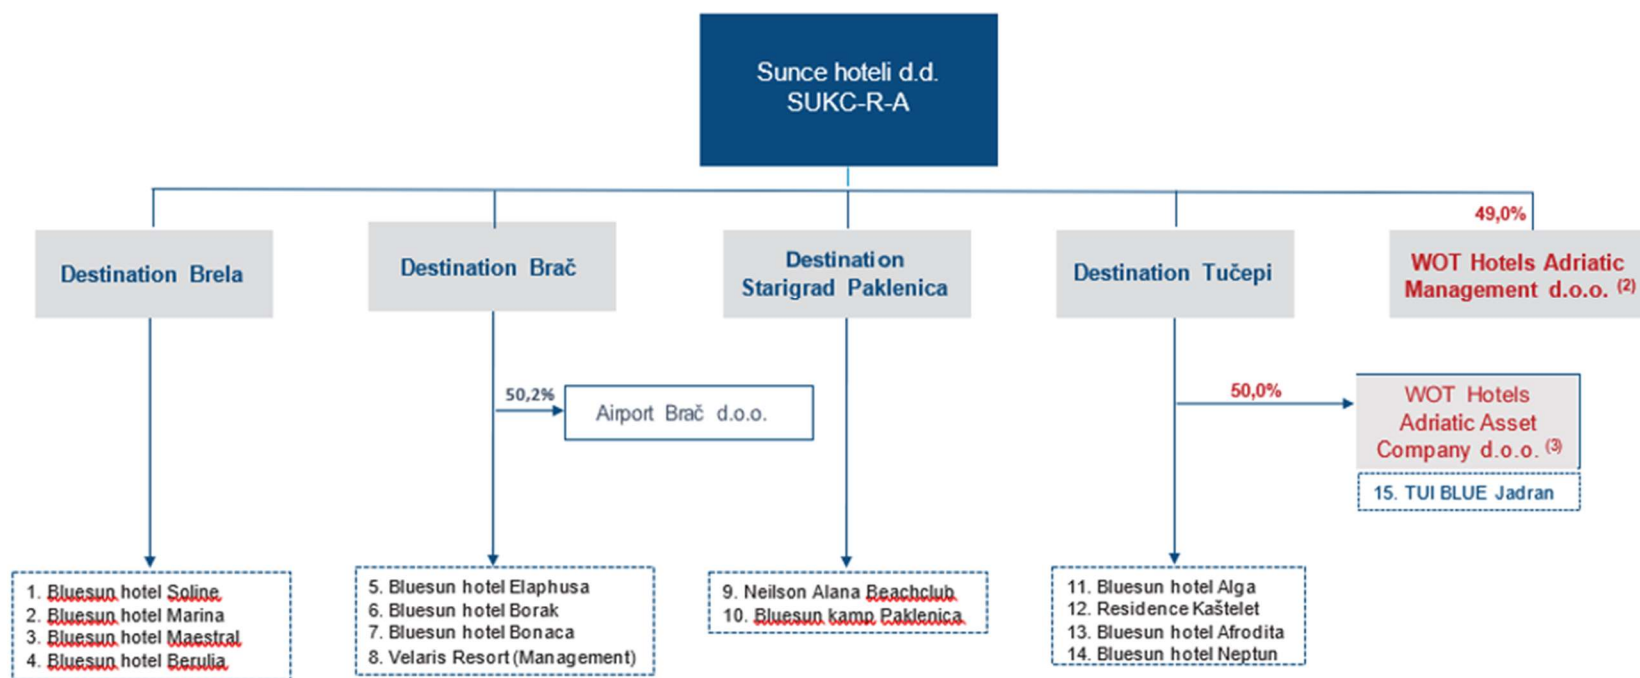 Sunce hoteli d.d.
SUKC-R-A
49,0%
Destination Brela
Destination Brač
Destination
Starigrad Paklenica
Destination Tučepi
WOT Hotels Adriatic
Management d.o.o. (2)
50,2%
Airport Brač d.o.o.
50,0%
WOT Hotels
Adriatic Asset
Company d.o.o. (3)
15. TUI BLUE Jadran
1. Bluesun hotel Soline
2. Bluesun hotel Marina
3. Bluesun hotel Maestral
4. Bluesun hotel Berulia
5. Bluesun hotel Elaphusa
6. Bluesun hotel Borak
7. Bluesun hotel Bonaca
8. Velaris Resort (Management)
9. Neilson Alana Beachclub
10. Bluesun kamp Paklenica
11. Bluesun hotel Alga
12. Residence Kaštelet
13. Bluesun hotel Afrodita
14. Bluesun hotel Neptun